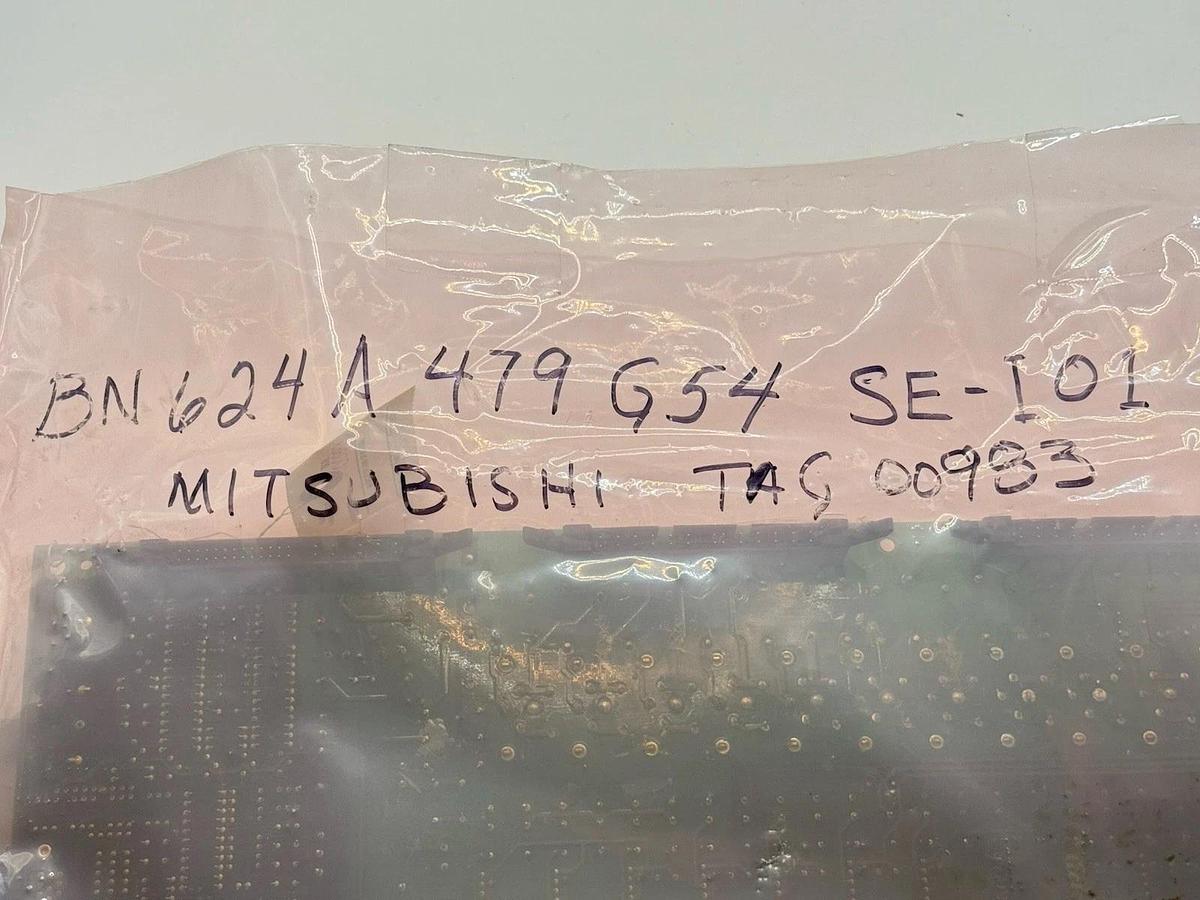 BN624A479G54 SE-I01
MITSUBISHI TAG 00983